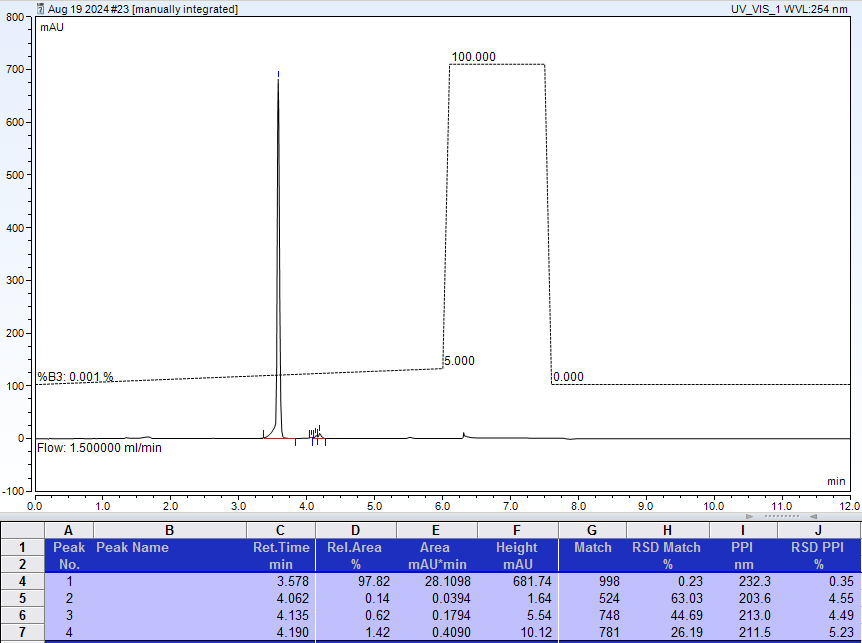 Aug 19 2024 #23 [manually integrated] UV_VIS_1 WVL:254 nm
800
mAU
700
100.000
600
500
400
300
200
5.000
%B3: 0.001 %
0.000
100
0
Flow: 1.500000 ml/min
min
-100
0.0 1.0 2.0 3.0 4.0 5.0 6.0 7.0 8.0 9.0 10.0 11.0 12.0
A B C D E F G H I J
1 Peak Peak Name Ret.Time Rel.Area Area Height Match RSD Match PPI RSD PPI
2 No. min % mAU*min mAU % nm %
4 1 3.578 97.82 28.1098 681.74 998 0.23 232.3 0.35
5 2 4.062 0.14 0.0394 1.64 524 63.03 203.6 4.55
6 3 4.135 0.62 0.1794 5.54 748 44.69 213.0 4.49
7 4 4.190 1.42 0.4090 10.12 781 26.19 211.5 5.23